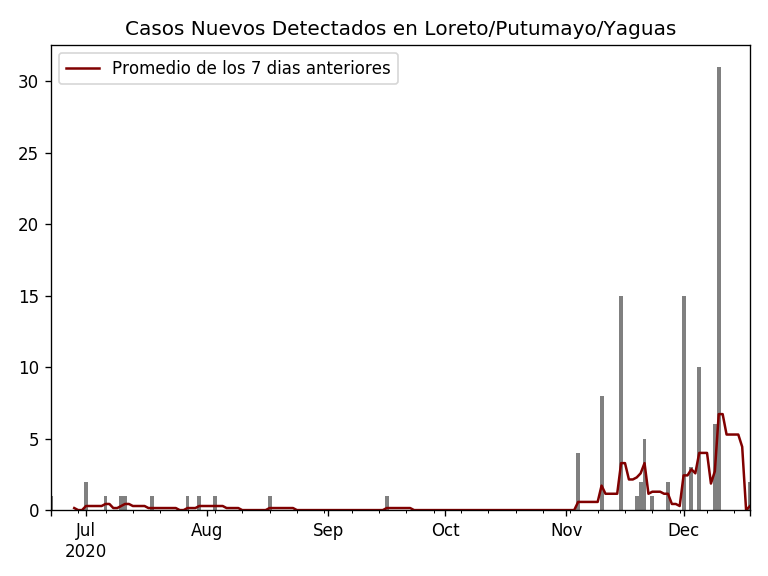 Casos Nuevos Detectados en Loreto/Putumayo/Yaguas
Promedio de los 7 dias anteriores
30
25
20
15
10
5
0
Jul Aug Sep Oct Nov Dec
2020